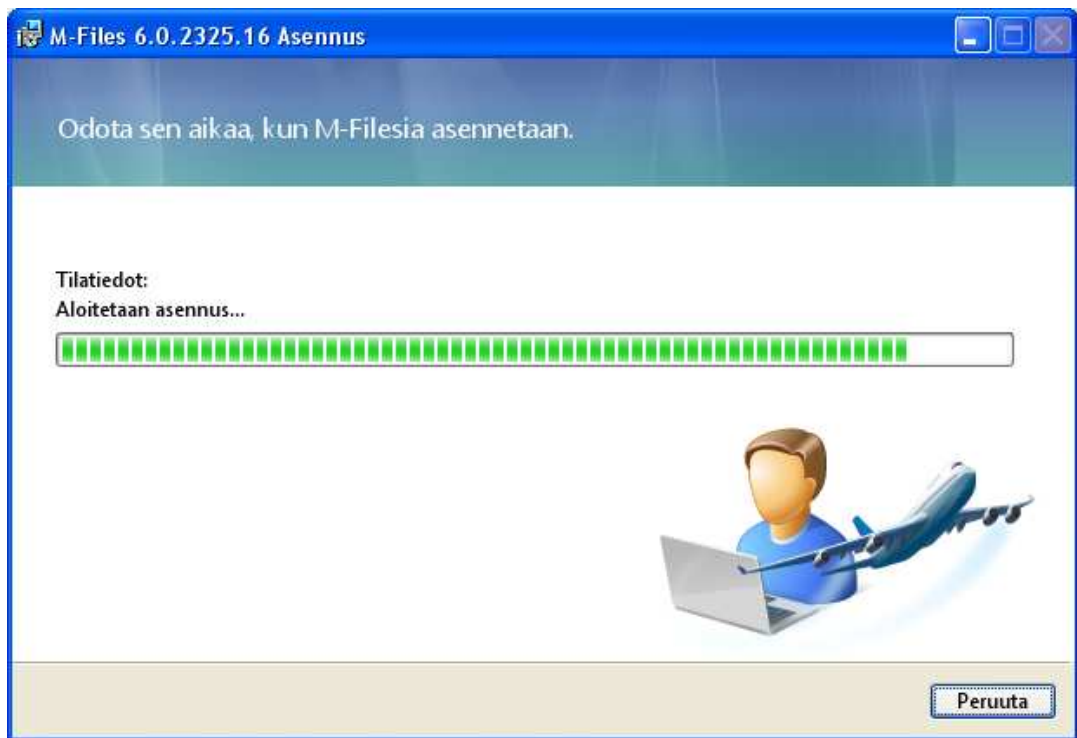 M-Files 6.0.2325.16 Asennus
Odota sen aikaa, kun M-Filesia asennetaan.
Tilatiedot:
Aloitetaan asennus...
Peruuta